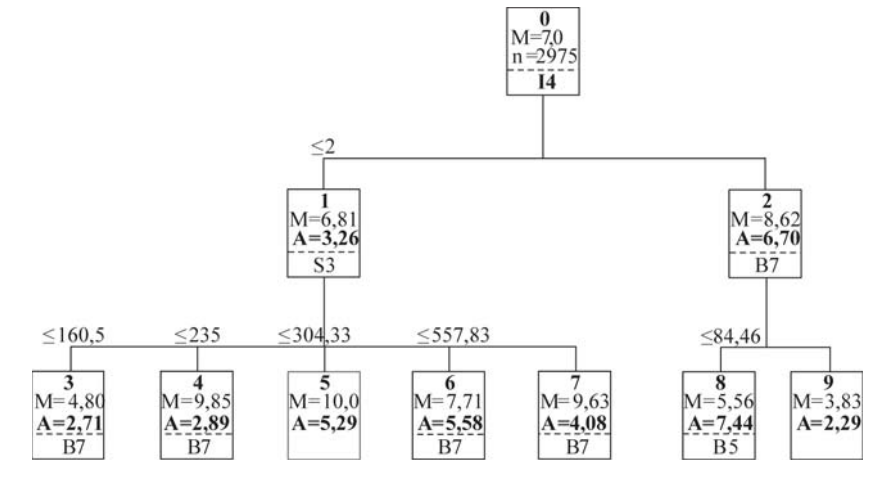 0
M=7,0
n=2975
I4
≤2
1
M=6,81
A=3,26
S3
2
M=8,62
A=6,70
B7
≤160,5
≤235
≤304,33
≤557,83
≤84,46
3
M=4,80
A=2,71
B7
4
M=9,85
A=2,89
B7
5
M=10,0
A=5,29
6
M=7,71
A=5,58
B7
7
M=9,63
A=4,08
B7
8
M=5,56
A=7,44
B5
9
M=3,83
A=2,29